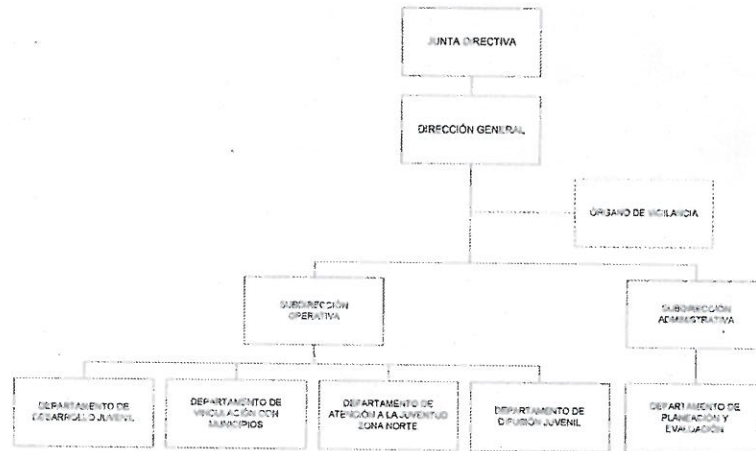 JUNTA DIRECTIVA
DIRECCIÓN GENERAL
ÓRGANO DE VIGILANCIA
SUBDIRECCIÓN
OPERATIVA
SUBDIRECCIÓN
ADMINISTRATIVA
DEPARTAMENTO DE
DESARROLLO JUVENIL
DEPARTAMENTO DE
VINCULACIÓN CON
MUNICIPIOS
DEPARTAMENTO DE
ATENCIÓN A LA JUVENTUD
ZONA NORTE
DEPARTAMENTO DE
DIFUSIÓN JUVENIL
DEPARTAMENTO DE
PLANEACIÓN Y
EVALUACIÓN